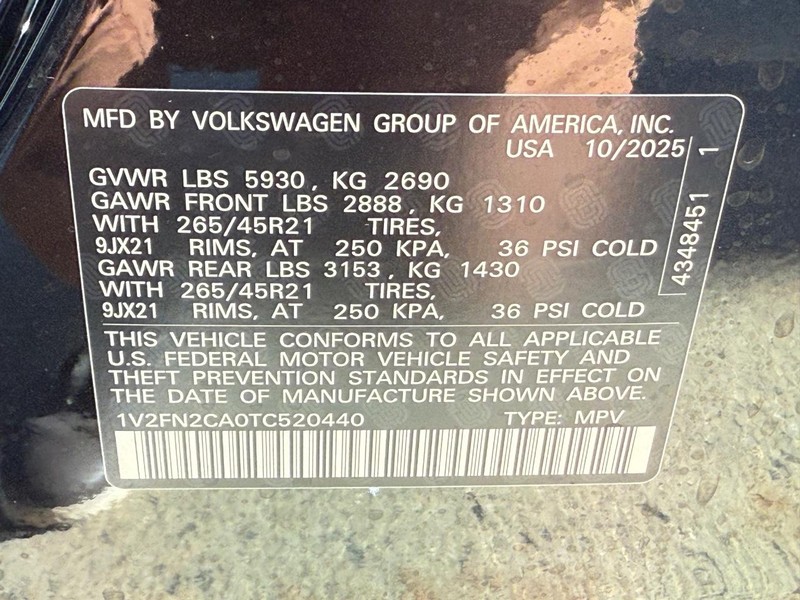 MFD BY VOLKSWAGEN GROUP OF AMERICA, INC.
USA 10/2025
GVWR LBS 5930, KG 2690
GAWR FRONT LBS 2888, KG 1310
WITH 265/45R21 TIRES,
9JX21 RIMS, AT 250 KPA, 36 PSI COLD
GAWR REAR LBS 3153, KG 1430
WITH 265/45R21 TIRES,
9JX21 RIMS, AT 250 KPA, 36 PSI COLD
4348451 1
THIS VEHICLE CONFORMS TO ALL APPLICABLE
U.S. FEDERAL MOTOR VEHICLE SAFETY AND
THEFT PREVENTION STANDARDS IN EFFECT ON
THE DATE OF MANUFACTURE SHOWN ABOVE.
1V2FN2CA0TC520440 TYPE: MPV